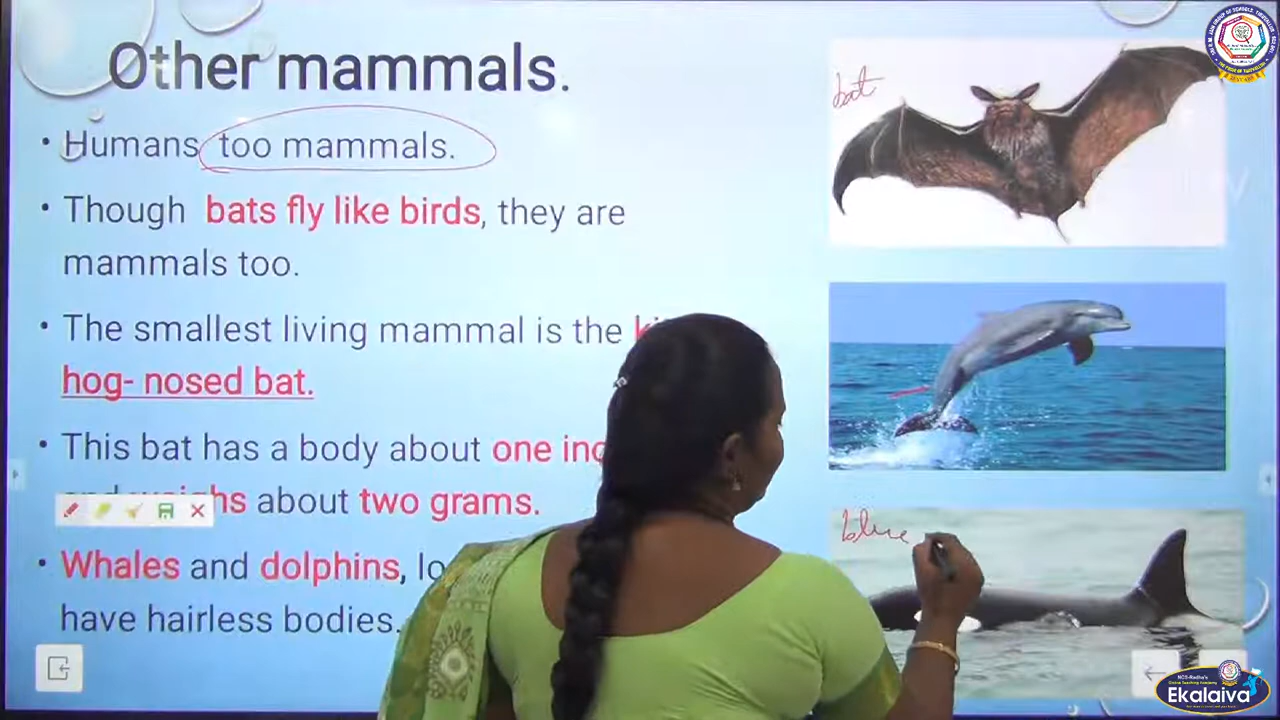 Other mammals.
• Humans too mammals.
• Though bats fly like birds, they are
mammals too.
• The smallest living mammal is the
hog- nosed bat.
• This bat has a body about one
about two grams.
• Whales and dolphins,
have hairless bodies.
bat
blue
Ekalaiva